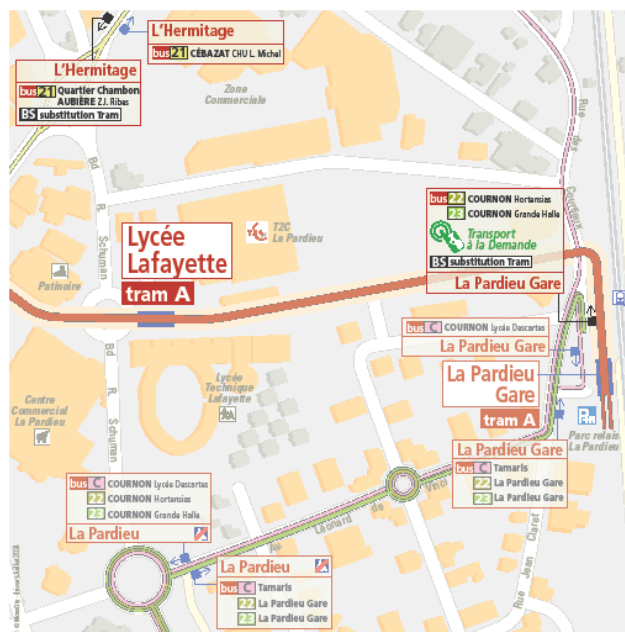 L'Hermitage
bus 21 CÉBAZAT CHU L. Michel
L'Hermitage
bus 21 Quartier Chambon
AUBIÈRE Z.I. Ribes
BS substitution Tram
Zone
Commerciale
Rue des Courtiaux
Bd R. Schuman
bus 22 COURNON Hortensias
23 COURNON Grande Halle
Transport
à la Demande
BS substitution Tram
La Pardieu Gare
T2C
La Pardieu
Lycée
Lafayette
tram A
Patinoire
bus C COURNON Lycée Descartes
La Pardieu Gare
La Pardieu
Gare
tram A
Bd R. Schuman
Lycée
Technique
Lafayette
Centre
Commercial
La Pardieu
P+R
Parc relais
La Pardieu
La Pardieu Gare
bus C Tamaris
22 La Pardieu Gare
23 La Pardieu Gare
bus C COURNON Lycée Descartes
22 COURNON Hortensias
23 COURNON Grande Halle
La Pardieu
Av. Léonard de Vinci
Rue Jean Claret
La Pardieu
bus C Tamaris
22 La Pardieu Gare
23 La Pardieu Gare